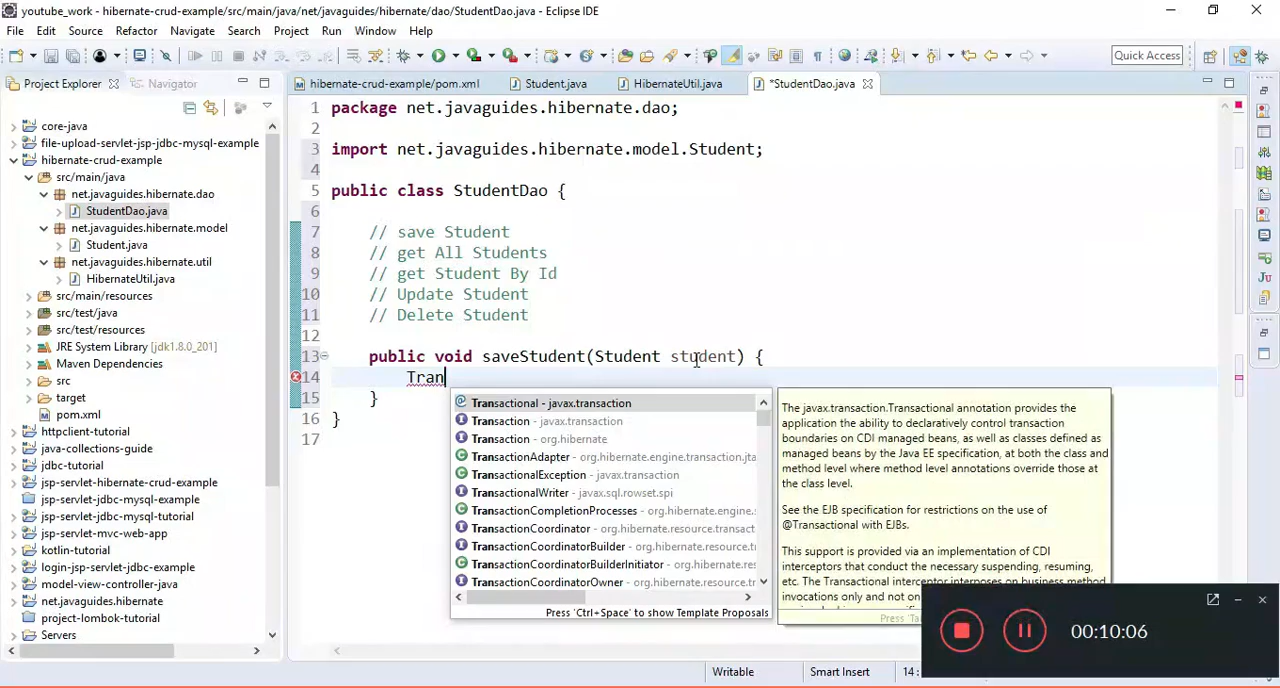 youtube_work - hibernate-crud-example/src/main/java/net/javaguides/hibernate/dao/StudentDao.java - Eclipse IDE
File Edit Source Refactor Navigate Search Project Run Window Help
Quick Access
Project Explorer Navigator
hibernate-crud-example/pom.xml Student.java HibernateUtil.java *StudentDao.java
core-java
file-upload-servlet-jsp-jdbc-mysql-example
hibernate-crud-example
src/main/java
net.javaguides.hibernate.dao
StudentDao.java
net.javaguides.hibernate.model
Student.java
net.javaguides.hibernate.util
HibernateUtil.java
src/main/resources
src/test/java
src/test/resources
JRE System Library [jdk1.8.0_201]
Maven Dependencies
src
target
pom.xml
httpclient-tutorial
java-collections-guide
jdbc-tutorial
jsp-servlet-hibernate-crud-example
jsp-servlet-jdbc-mysql-example
jsp-servlet-jdbc-mysql-tutorial
jsp-servlet-mvc-web-app
kotlin-tutorial
login-jsp-servlet-jdbc-example
model-view-controller-java
net.javaguides.hibernate
project-lombok-tutorial
Servers
1 package net.javaguides.hibernate.dao;
2
3 import net.javaguides.hibernate.model.Student;
4
5 public class StudentDao {
6
7 // save Student
8 // get All Students
9 // get Student By Id
10 // Update Student
11 // Delete Student
12
13 public void saveStudent(Student student) {
14 Tran
15 }
16 }
17
Transactional - javax.transaction
Transaction - javax.transaction
Transaction - org.hibernate
TransactionAdapter - org.hibernate.engine.transaction.jta
TransactionalException - javax.transaction
TransactionalWriter - javax.sql.rowset.spi
TransactionCompletionProcesses - org.hibernate.engine.s
TransactionCoordinator - org.hibernate.resource.transact
TransactionCoordinatorBuilder - org.hibernate.resource.t
TransactionCoordinatorBuilderInitiator - org.hibernate.re
TransactionCoordinatorOwner - org.hibernate.resource.tr
Press 'Ctrl+Space' to show Template Proposals
The javax.transaction.Transactional annotation provides the
application the ability to declaratively control transaction
boundaries on CDI managed beans, as well as classes defined as
managed beans by the Java EE specification, at both the class and
method level where method level annotations override those at
the class level.
See the EJB specification for restrictions on the use of
@Transactional with EJBs.
This support is provided via an implementation of CDI
interceptors that conduct the necessary suspending, resuming,
etc. The Transactional interceptor interposes on business method
Press
00:10:06
Writable Smart Insert 14 :